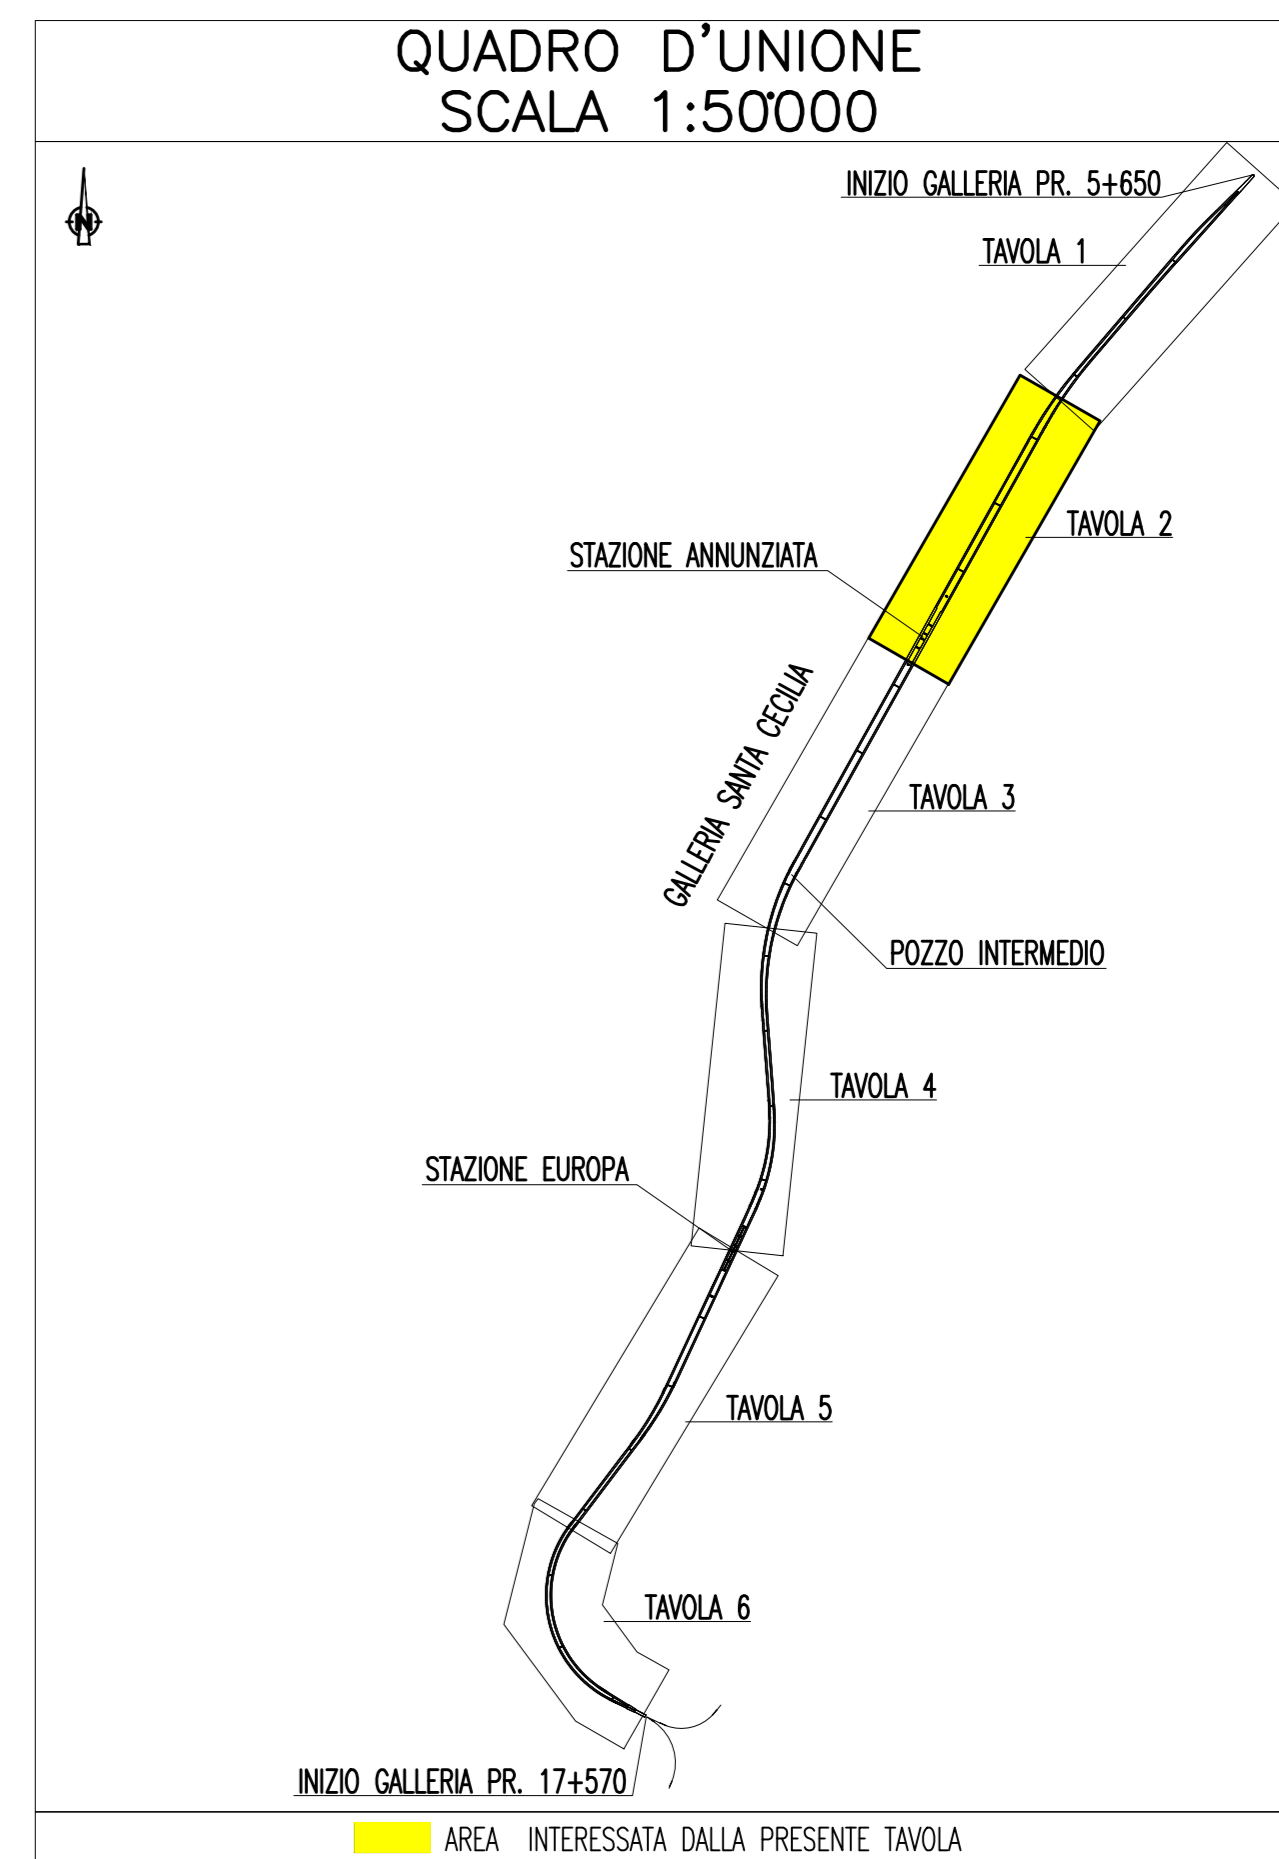 QUADRO D'UNIONE
SCALA 1:50'000
N
INIZIO GALLERIA PR. 5+650
TAVOLA 1
TAVOLA 2
STAZIONE ANNUNZIATA
GALLERIA SANTA CECILIA
TAVOLA 3
POZZO INTERMEDIO
TAVOLA 4
STAZIONE EUROPA
TAVOLA 5
TAVOLA 6
INIZIO GALLERIA PR. 17+570
AREA INTERESSATA DALLA PRESENTE TAVOLA